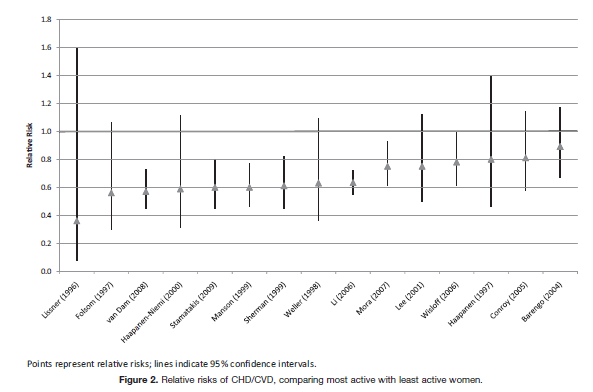 1.8
1.6
1.4
1.2
1.0
0.8
0.6
0.4
0.2
0.0
Relative Risk
Lissner (1996)
Folsom (1997)
van Dam (2008)
Haapanen-Niemi (2000)
Stamatakis (2009)
Manson (1999)
Sherman (1999)
Weller (1998)
Li (2006)
Mora (2007)
Lee (2001)
Wisloff (2006)
Haapanen (1997)
Conroy (2005)
Barengo (2004)
Points represent relative risks; lines indicate 95% confidence intervals.
Figure 2. Relative risks of CHD/CVD, comparing most active with least active women.